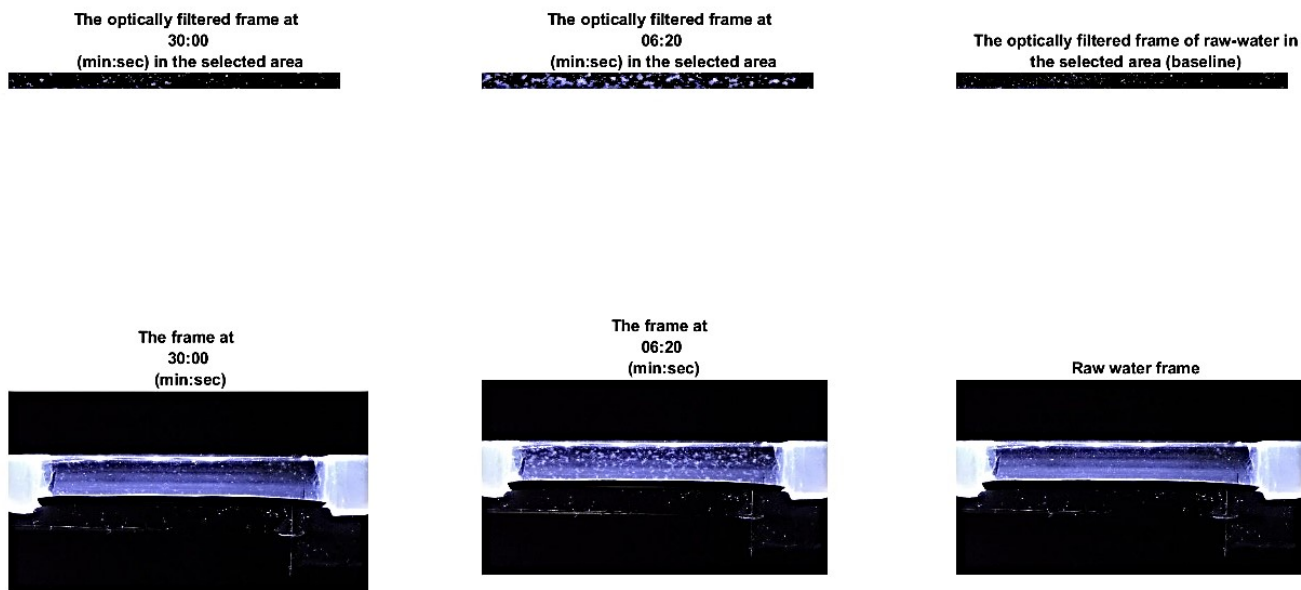 The optically filtered frame at
30:00
(min:sec) in the selected area
The optically filtered frame at
06:20
(min:sec) in the selected area
The optically filtered frame of raw-water in
the selected area (baseline)
The frame at
30:00
(min:sec)
The frame at
06:20
(min:sec)
Raw water frame